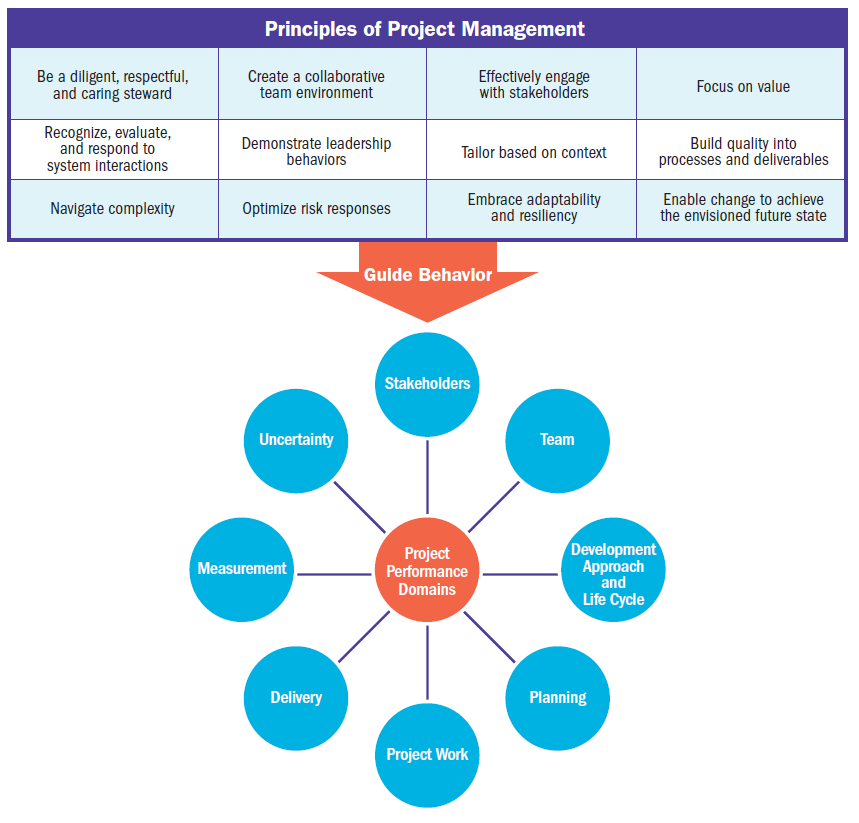 Principles of Project Management
Be a diligent, respectful,
and caring steward
Create a collaborative
team environment
Effectively engage
with stakeholders
Focus on value
Recognize, evaluate,
and respond to
system interactions
Demonstrate leadership
behaviors
Tailor based on context
Build quality into
processes and deliverables
Navigate complexity
Optimize risk responses
Embrace adaptability
and resiliency
Enable change to achieve
the envisioned future state
Guide Behavior
Stakeholders
Uncertainty
Team
Measurement
Project
Performance
Domains
Development
Approach
and
Life Cycle
Delivery
Planning
Project Work